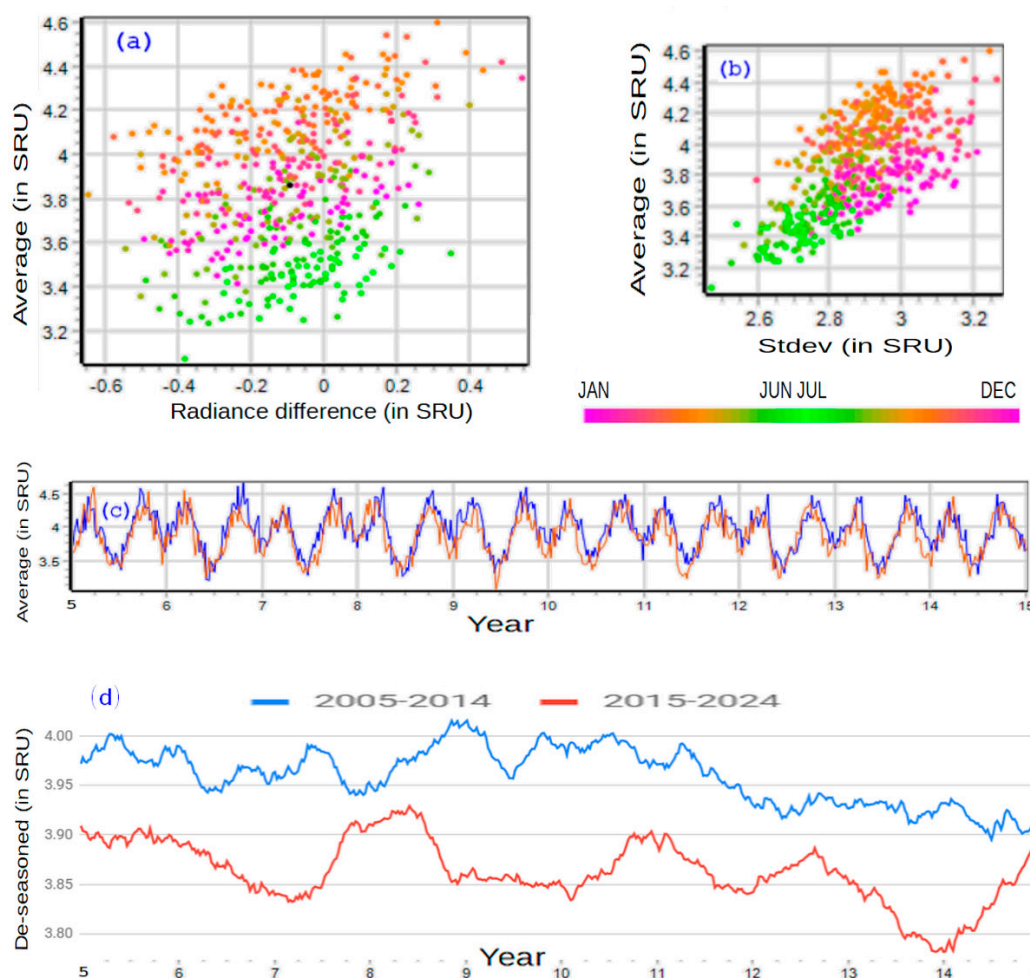 (a)
4.6
4.4
4.2
4
3.8
3.6
3.4
3.2
Average (in SRU)
-0.6 -0.4 -0.2 0 0.2 0.4
Radiance difference (in SRU)
(b)
4.6
4.4
4.2
4
3.8
3.6
3.4
3.2
Average (in SRU)
2.6 2.8 3 3.2
Stdev (in SRU)
JAN JUN JUL DEC
(c)
4.5
4
3.5
Average (in SRU)
5 6 7 8 9 10 11 12 13 14 15
Year
(d)
2005-2014 2015-2024
4.00
3.95
3.90
3.85
3.80
De-seasoned (in SRU)
5 6 7 8 9 10 11 12 13 14
Year